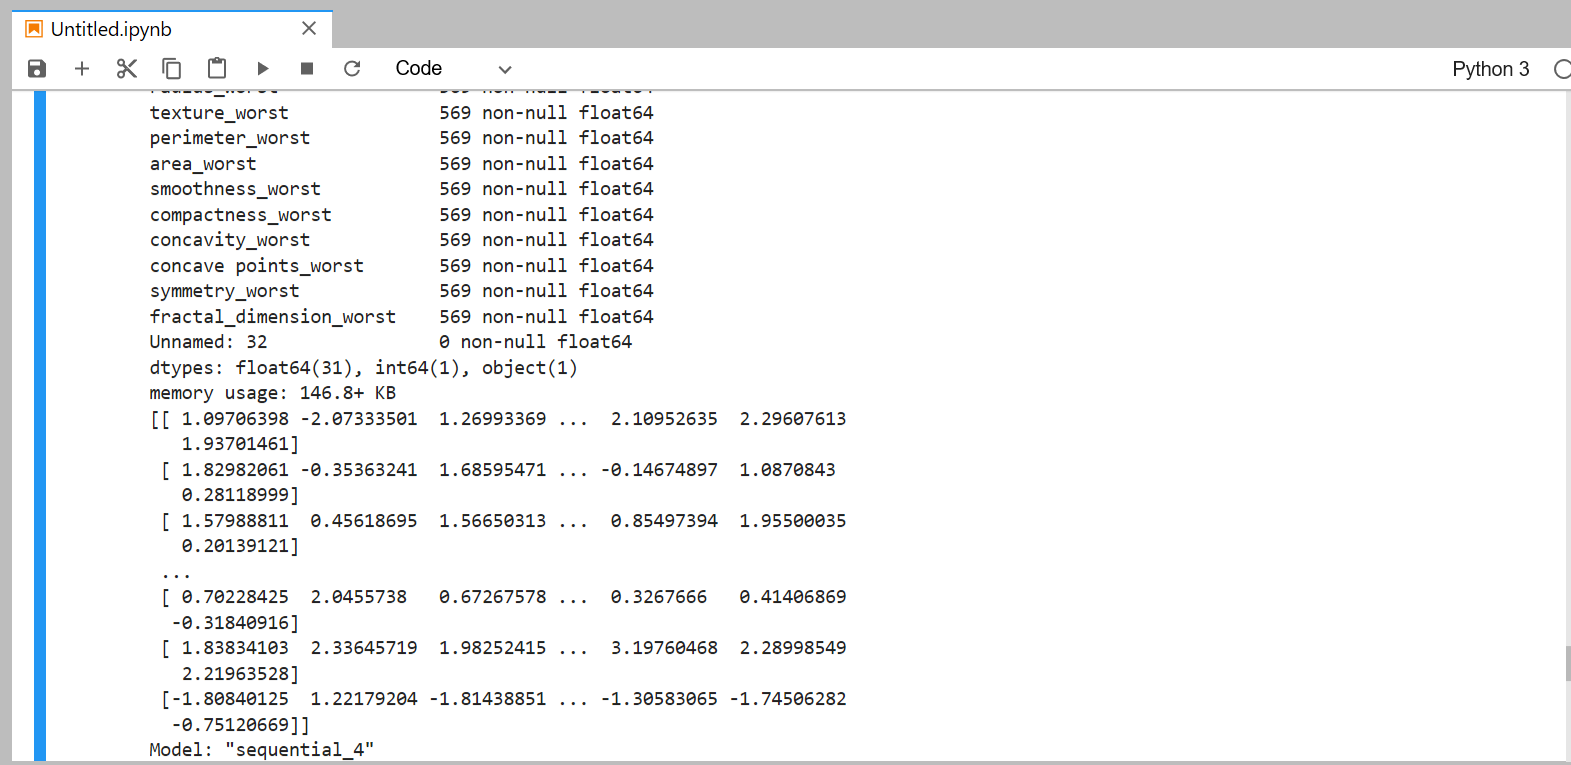 Untitled.ipynb
Code
Python 3
texture_worst 569 non-null float64
perimeter_worst 569 non-null float64
area_worst 569 non-null float64
smoothness_worst 569 non-null float64
compactness_worst 569 non-null float64
concavity_worst 569 non-null float64
concave points_worst 569 non-null float64
symmetry_worst 569 non-null float64
fractal_dimension_worst 569 non-null float64
Unnamed: 32 0 non-null float64
dtypes: float64(31), int64(1), object(1)
memory usage: 146.8+ KB
[[ 1.09706398 -2.07333501 1.26993369 ... 2.10952635 2.29607613
1.93701461]
[ 1.82982061 -0.35363241 1.68595471 ... -0.14674897 1.0870843
0.28118999]
[ 1.57988811 0.45618695 1.56650313 ... 0.85497394 1.95500035
0.20139121]
...
[ 0.70228425 2.0455738 0.67267578 ... 0.3267666 0.41406869
-0.31840916]
[ 1.83834103 2.33645719 1.98252415 ... 3.19760468 2.28998549
2.21963528]
[-1.80840125 1.22179204 -1.81438851 ... -1.30583065 -1.74506282
-0.75120669]]
Model: "sequential_4"